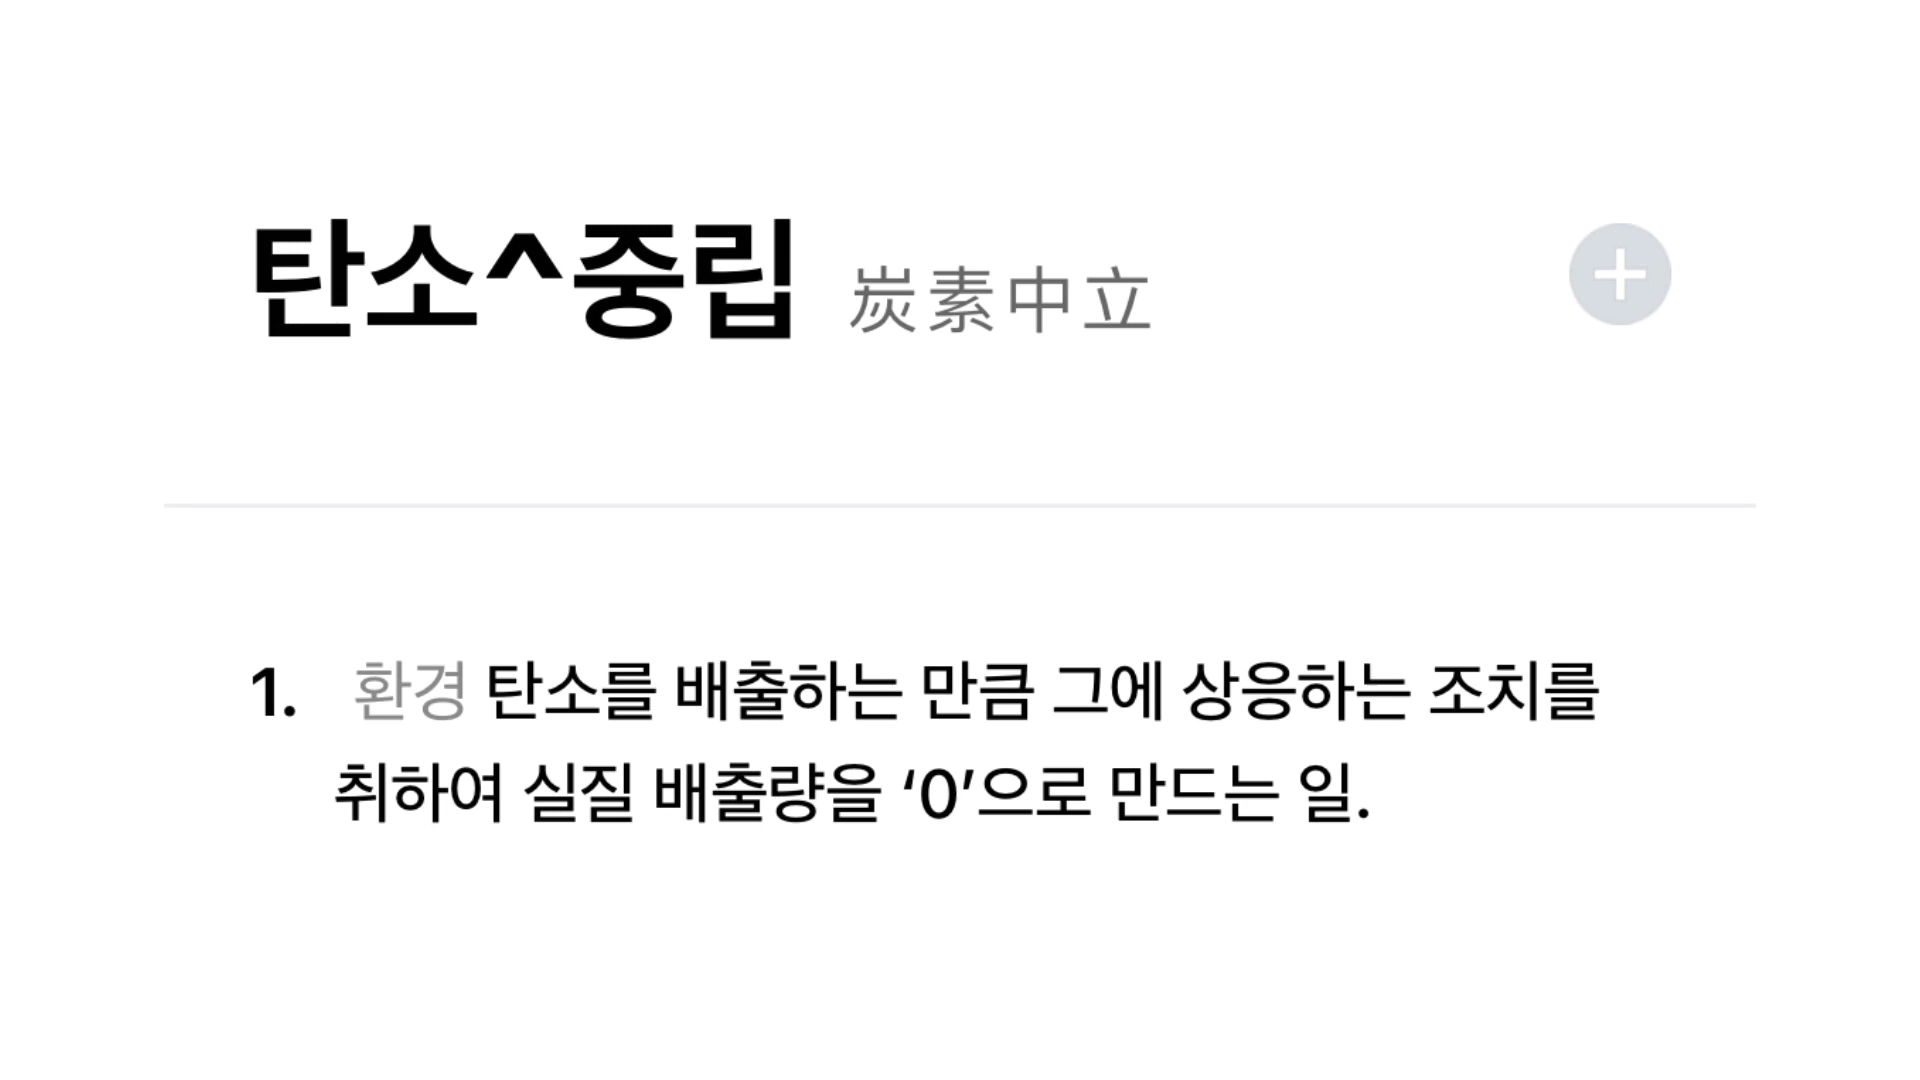 탄소^중립 炭素中立
1. 환경 탄소를 배출하는 만큼 그에 상응하는 조치를
취하여 실질 배출량을 ‘0’으로 만드는 일.